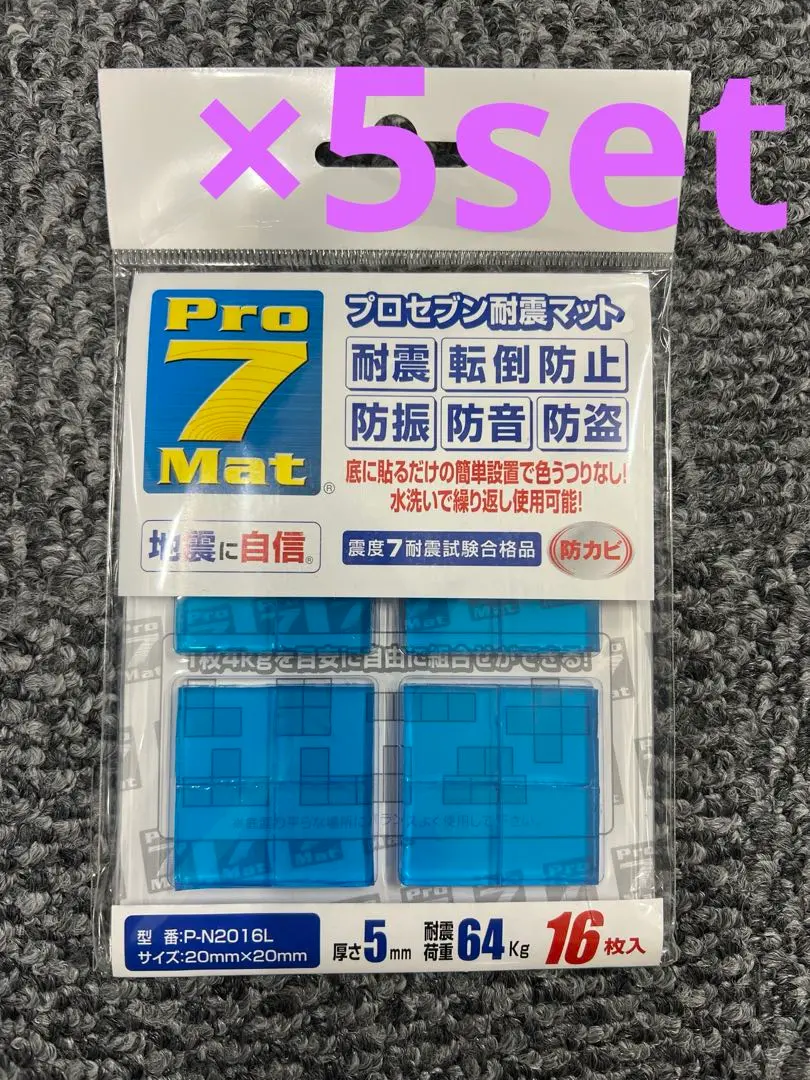 ×5set
Pro
7
Mat®
プロセブン耐震マット
耐震 転倒防止
防振 防音 防盗
底に貼るだけの簡単設置で色うつりなし!
水洗いで繰り返し使用可能!
地震に自信®
震度7耐震試験合格品
防カビ
1枚4kgを目安に自由に組合せができる!
型 番:P-N2016L
サイズ:20mm×20mm
厚さ5mm
耐震荷重64Kg
16枚入